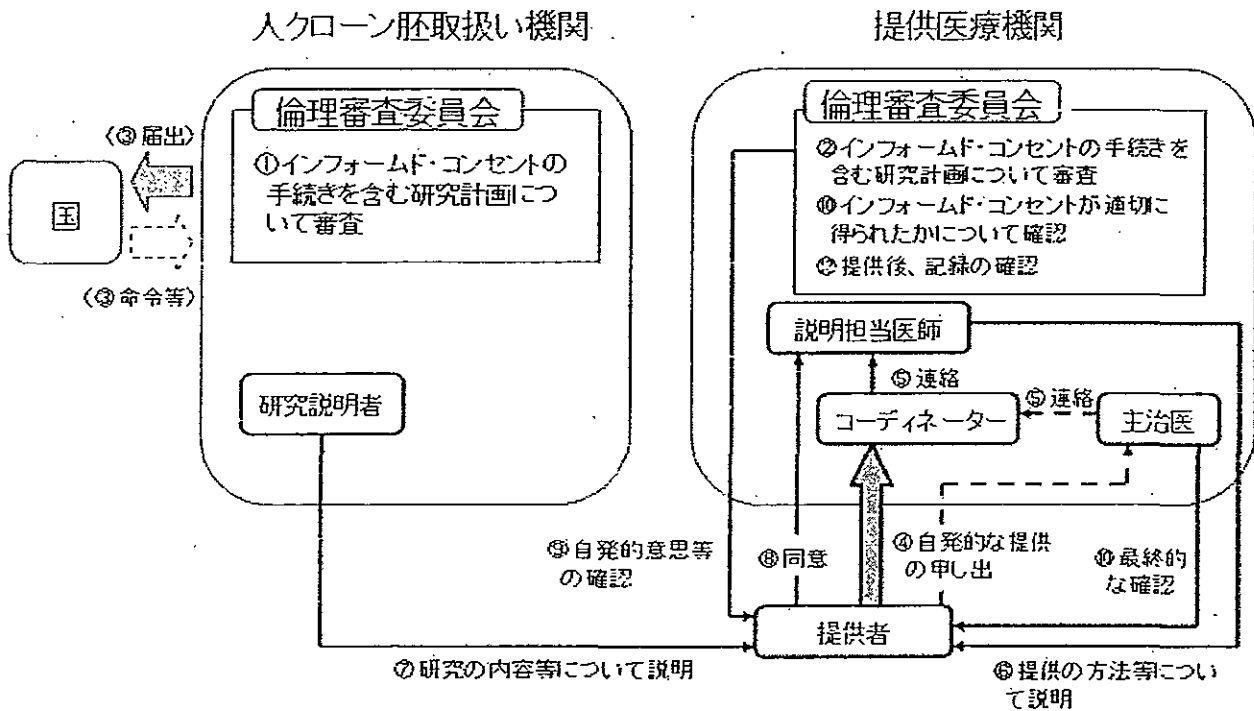 人クローン胚取扱い機関
提供医療機関
倫理審査委員会
①インフォームド・コンセントの
手続きを含む研究計画につ
いて審査
(③届出)
国
(③命令等)
研究説明者
倫理審査委員会
②インフォームド・コンセントの手続きを
含む研究計画について審査
⑩インフォームド・コンセントが適切に
得られたかについて確認
提供後、記録の確認
説明担当医師
⑤連絡
コーディネーター
⑤連絡
主治医
⑨自発的意思等
の確認
⑧同意
④自発的な提供
の申し出
⑩最終的
な確認
提供者
⑦研究の内容等について説明
⑥提供の方法等につい
て説明